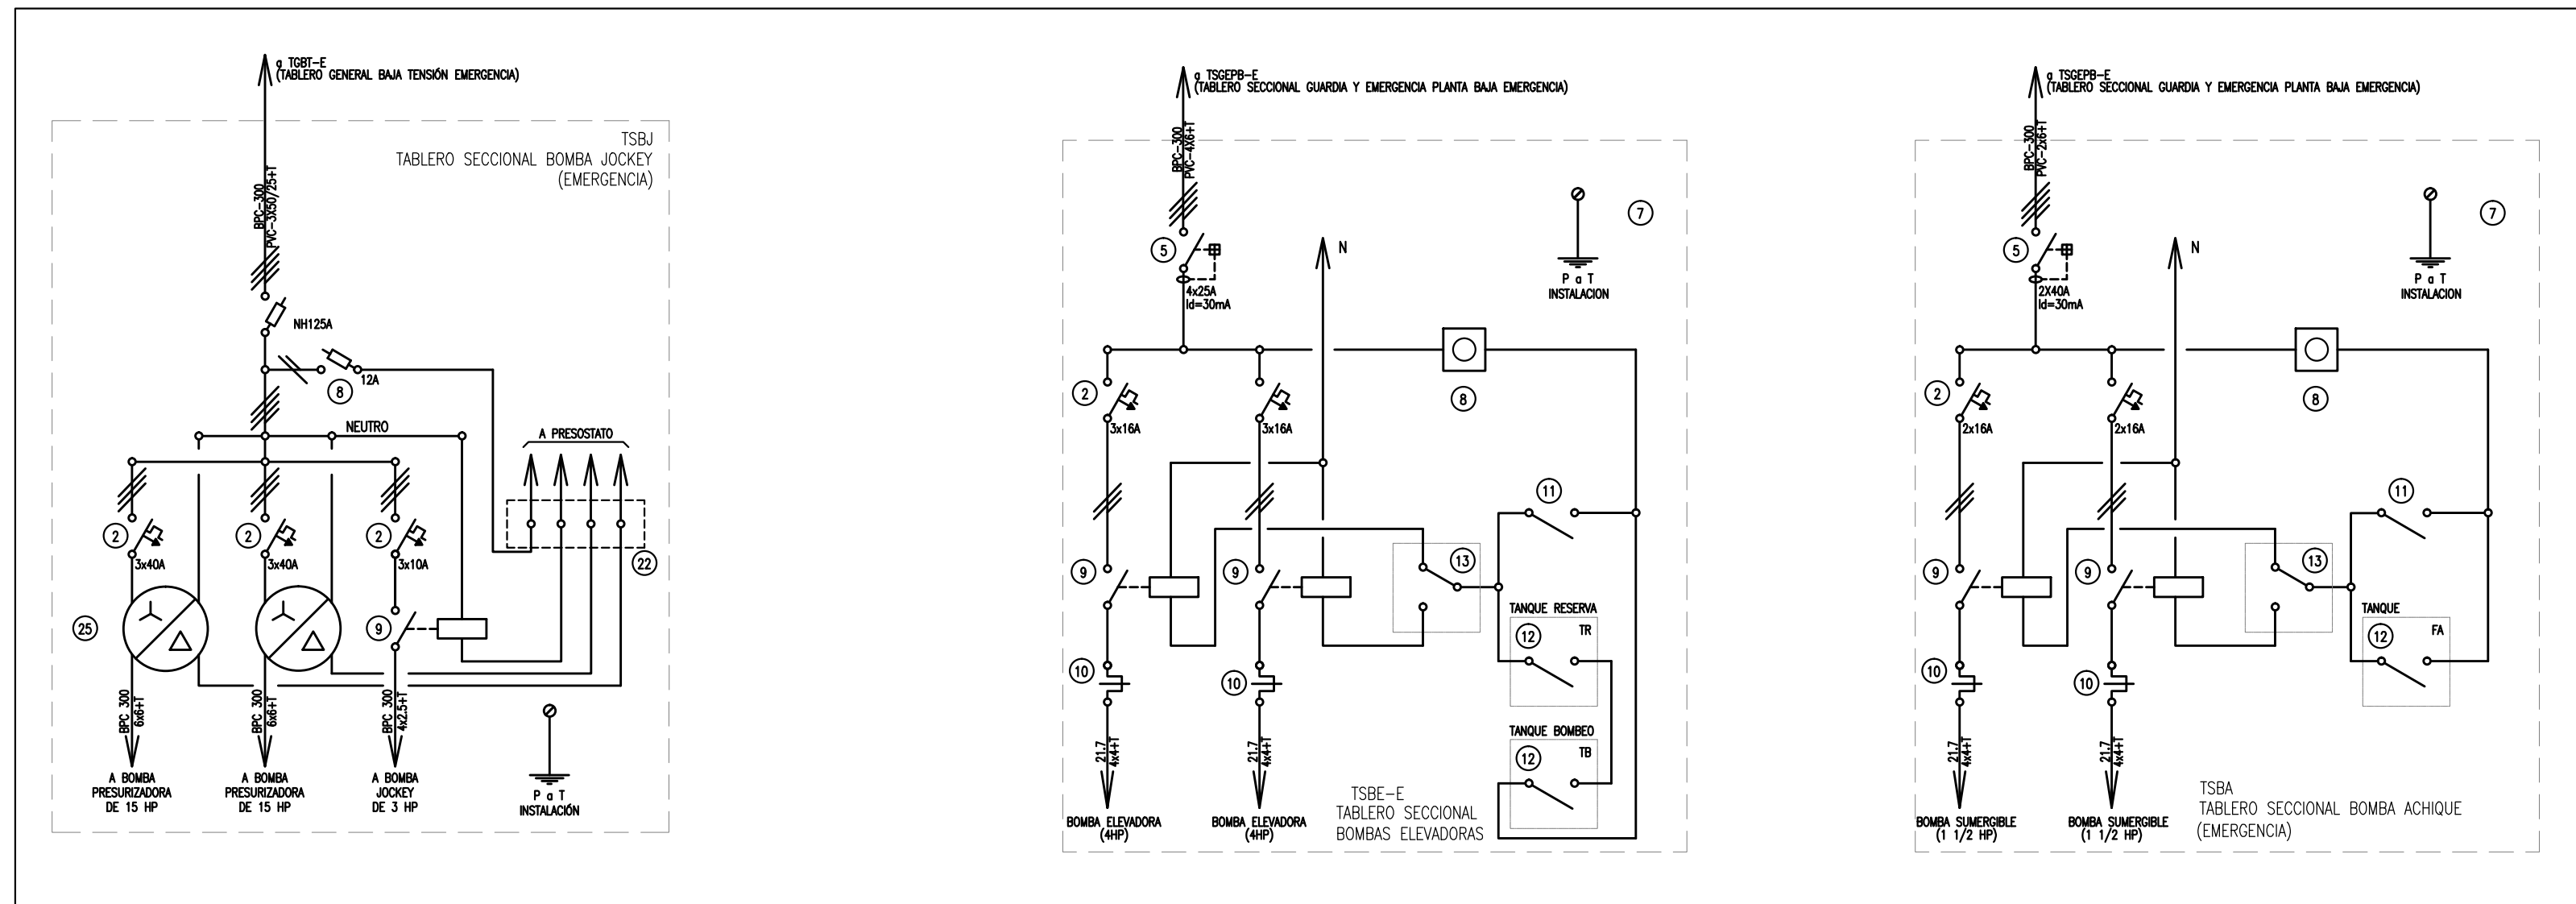 a TGBT-E
(TABLERO GENERAL BAJA TENSIÓN EMERGENCIA)
TSBJ
TABLERO SECCIONAL BOMBA JOCKEY
(EMERGENCIA)
BPC-300
PVC-3X50/25+T
NH125A
12A
8
NEUTRO
A PRESOSTATO
2
3x40A
2
3x40A
2
3x10A
22
25
9
BPC 300
6x6+T
BPC 300
6x6+T
BPC 300
4x2.5+T
A BOMBA
PRESURIZADORA
DE 15 HP
A BOMBA
PRESURIZADORA
DE 15 HP
A BOMBA
JOCKEY
DE 3 HP
P a T
INSTALACIÓN
a TSGEPB-E
(TABLERO SECCIONAL GUARDIA Y EMERGENCIA PLANTA BAJA EMERGENCIA)
BPC-300
PVC-4X6+T
7
5
N
4x25A
Id=30mA
P a T
INSTALACION
8
2
3x16A
3x16A
11
9
9
13
TANQUE RESERVA
12
TR
10
10
TANQUE BOMBEO
12
TB
21.7
4x4+T
21.7
4x4+T
BOMBA ELEVADORA
(4HP)
BOMBA ELEVADORA
(4HP)
TSBE-E
TABLERO SECCIONAL
BOMBAS ELEVADORAS
a TSGEPB-E
(TABLERO SECCIONAL GUARDIA Y EMERGENCIA PLANTA BAJA EMERGENCIA)
BPC-300
PVC-2x6+T
7
5
N
2X40A
Id=30mA
P a T
INSTALACION
8
2
2x16A
2x16A
11
9
9
13
TANQUE
12
FA
10
10
21.7
4x4+T
21.7
4x4+T
BOMBA SUMERGIBLE
(1 1/2 HP)
BOMBA SUMERGIBLE
(1 1/2 HP)
TSBA
TABLERO SECCIONAL BOMBA ACHIQUE
(EMERGENCIA)